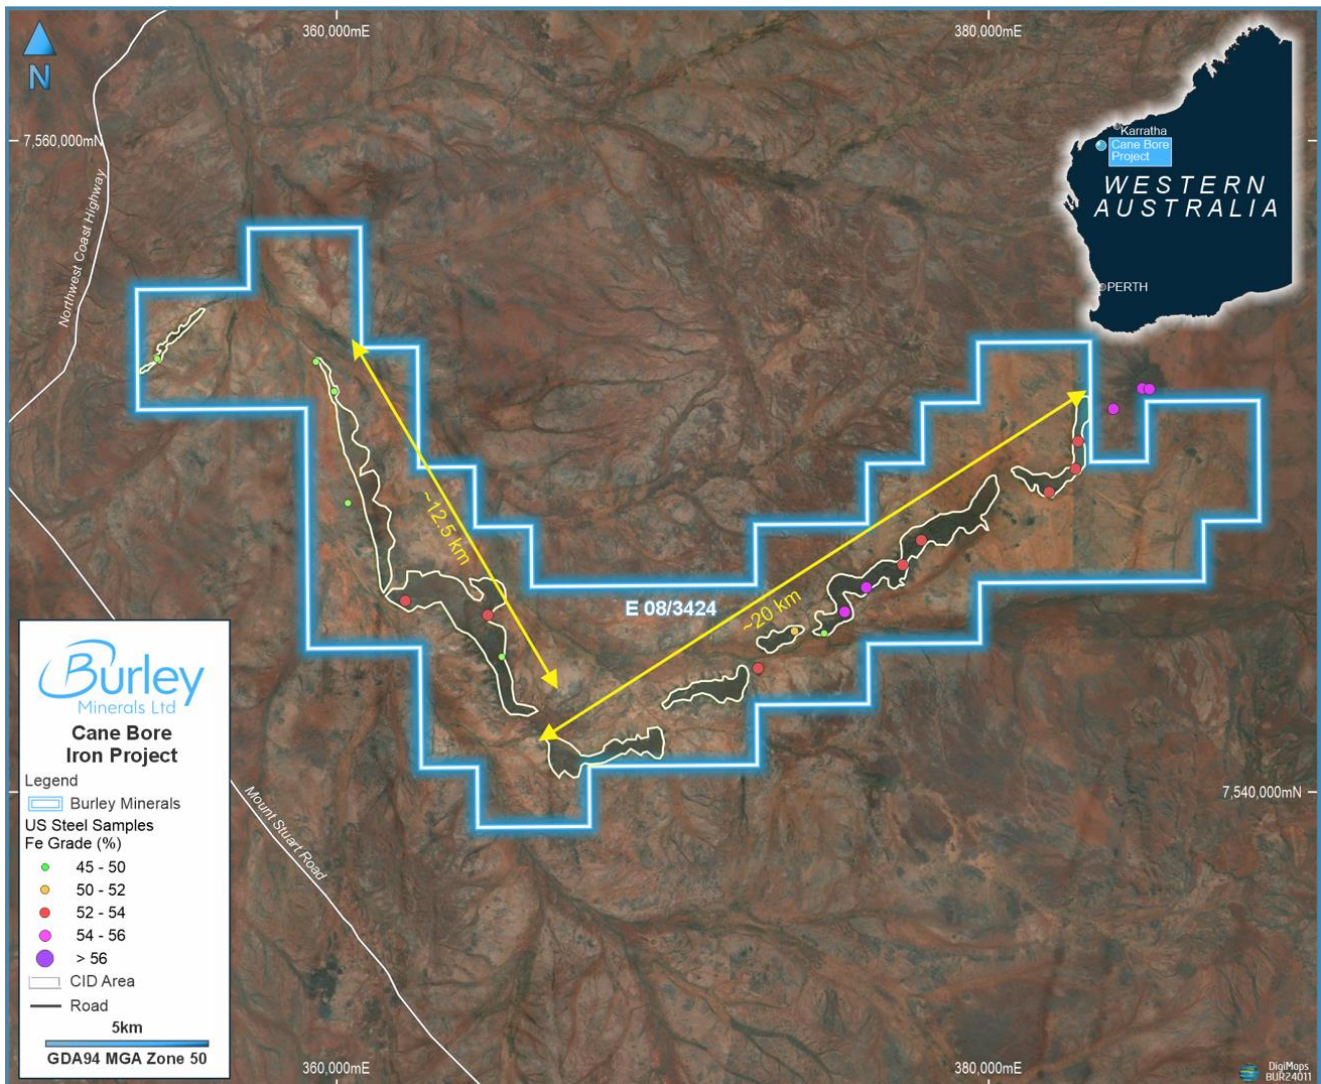 360,000mE
380,000mE
N
7,560,000mN
Northwest Coast Highway
Karratha
Cane Bore
Project
WESTERN
AUSTRALIA
PERTH
~12.5 km
E 08/3424
~20 km
7,540,000mN
Mount Stuart Road
Burley
Minerals Ltd
Cane Bore
Iron Project
Legend
Burley Minerals
US Steel Samples
Fe Grade (%)
45 - 50
50 - 52
52 - 54
54 - 56
> 56
CID Area
Road
5km
GDA94 MGA Zone 50
360,000mE
380,000mE
DigiMaps
BUR24011